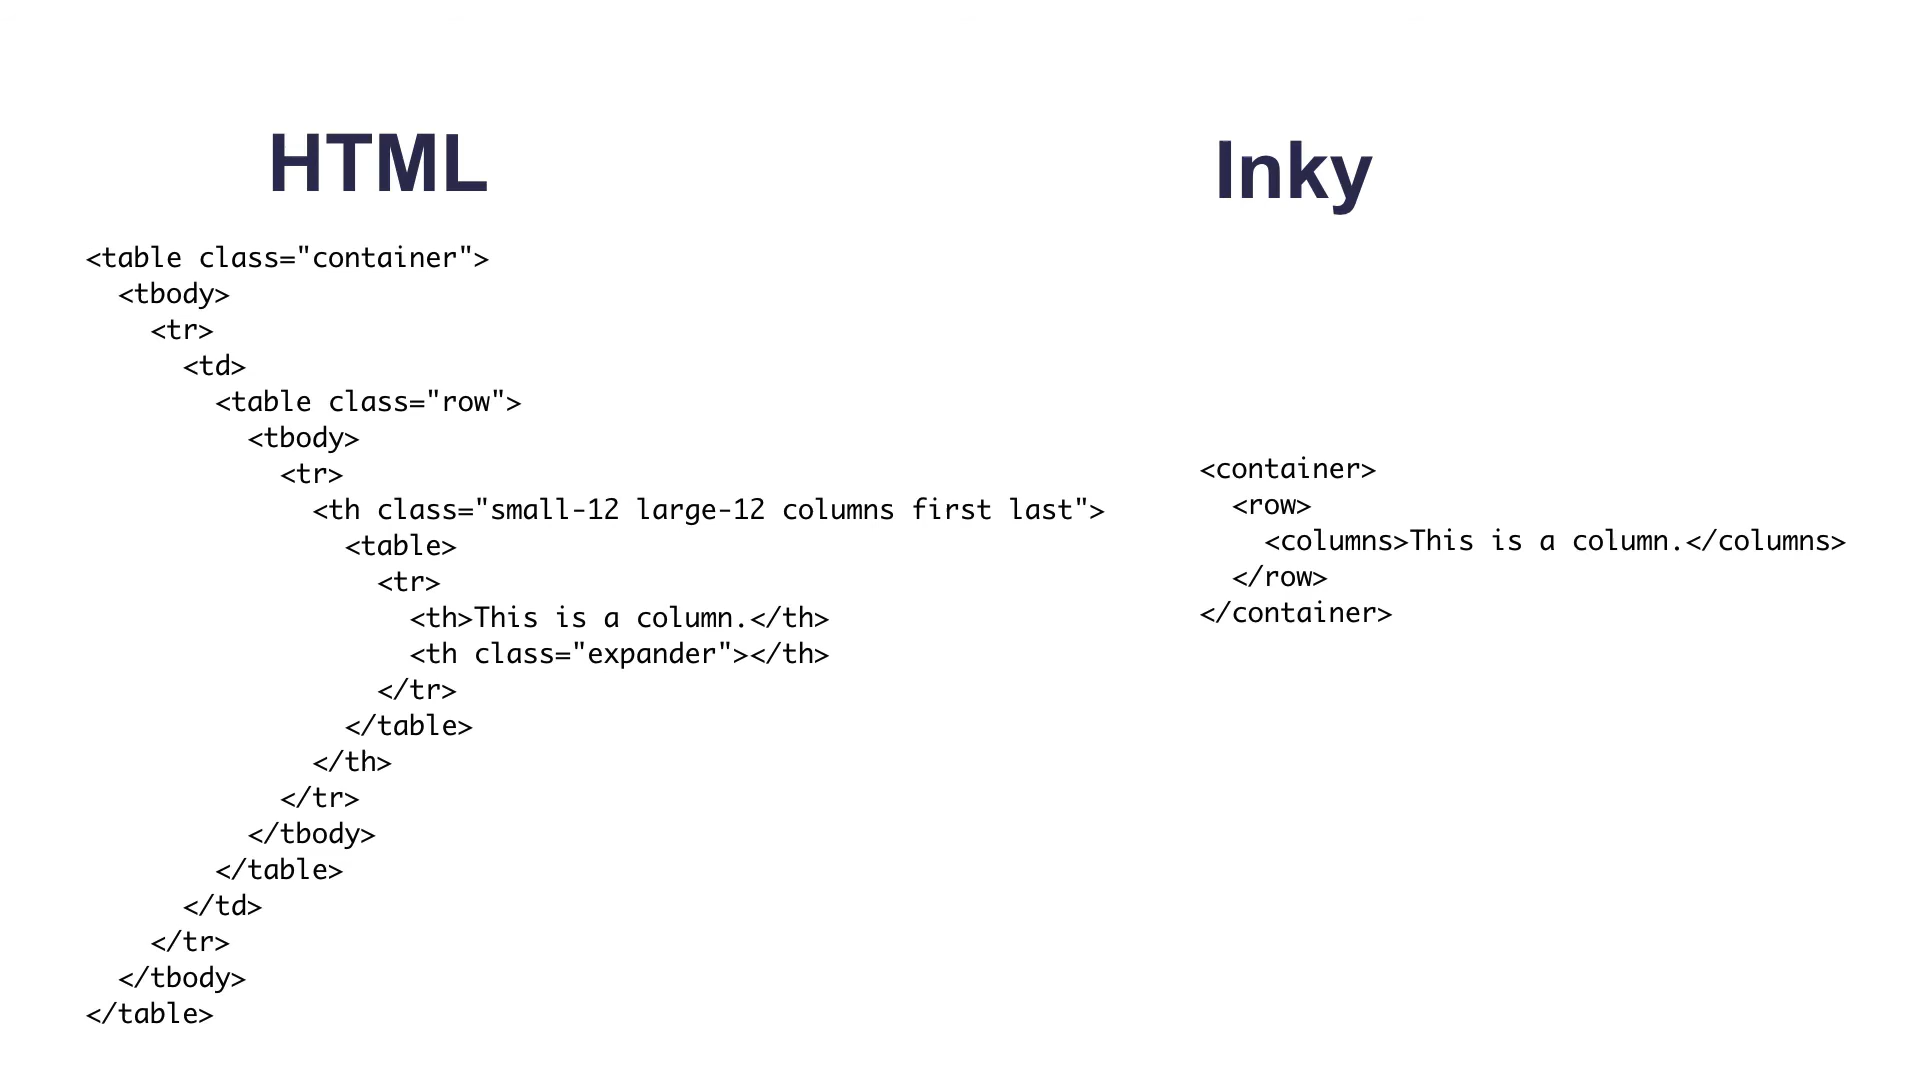 HTML
<table class="container">
  <tbody>
    <tr>
      <td>
        <table class="row">
          <tbody>
            <tr>
              <th class="small-12 large-12 columns first last">
                <table>
                  <tr>
                    <th>This is a column.</th>
                    <th class="expander"></th>
                  </tr>
                </table>
              </th>
            </tr>
          </tbody>
        </table>
      </td>
    </tr>
  </tbody>
</table>
Inky
<container>
  <row>
    <columns>This is a column.</columns>
  </row>
</container>